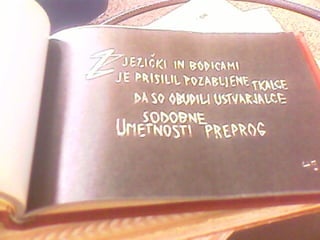 Z JEZIČKI IN BODICAMI
JE PRISILIL POZABLJENE TKALCE
DA SO OBUDILI USTVARJALCE
SODOBNE
UMETNOSTI PREPROG